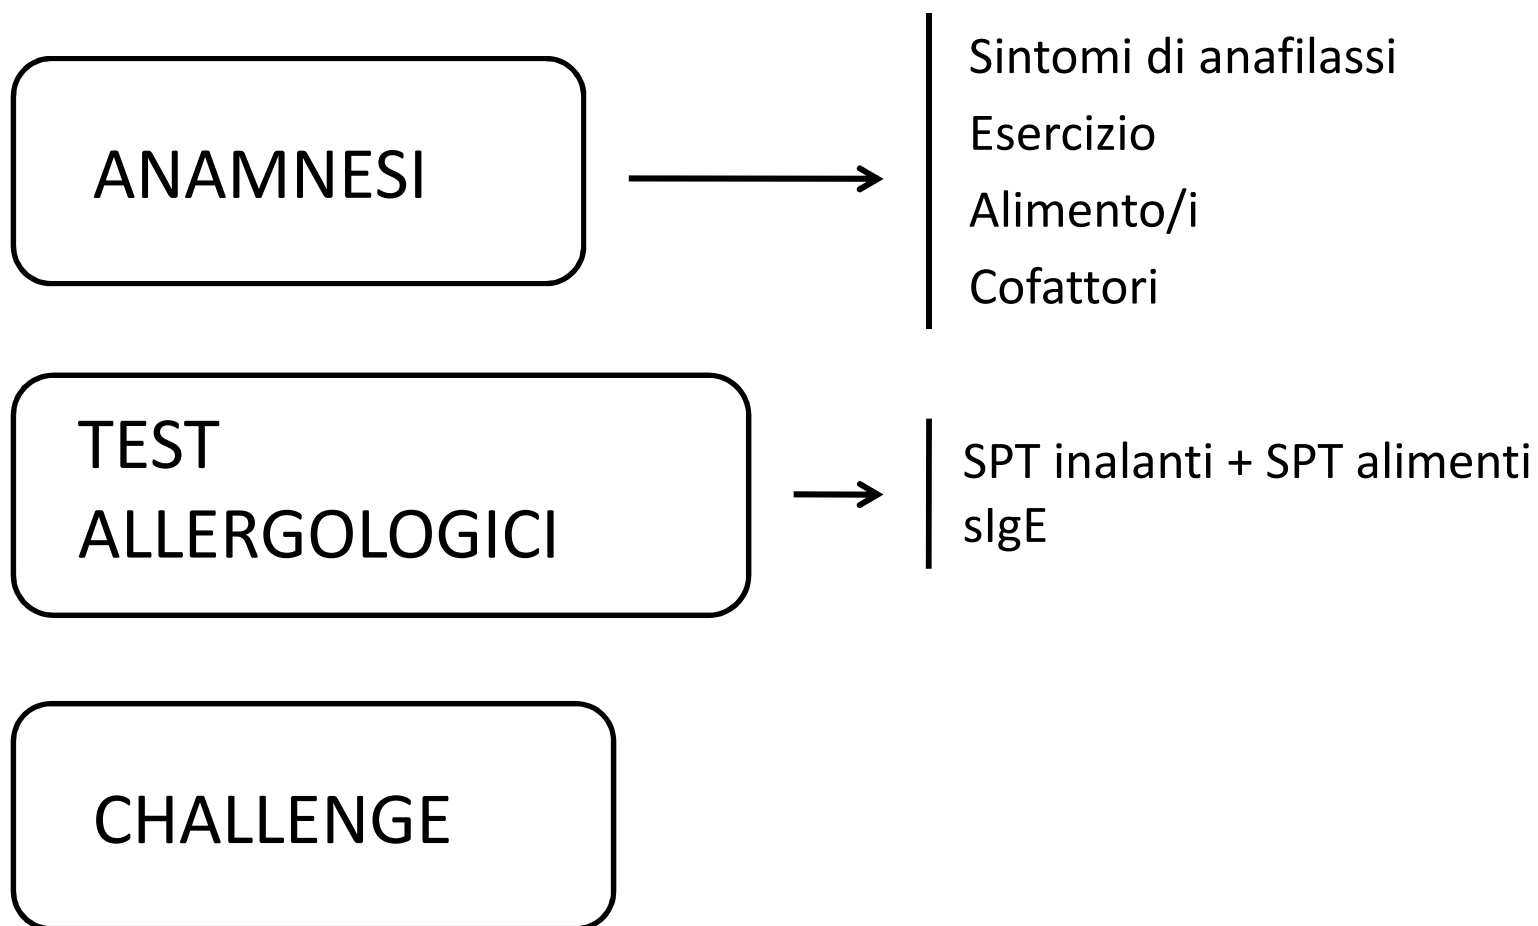 ANAMNESI
Sintomi di anafilassi
Esercizio
Alimento/i
Cofattori
TEST
ALLERGOLOGICI
SPT inalanti + SPT alimenti
sIgE
CHALLENGE